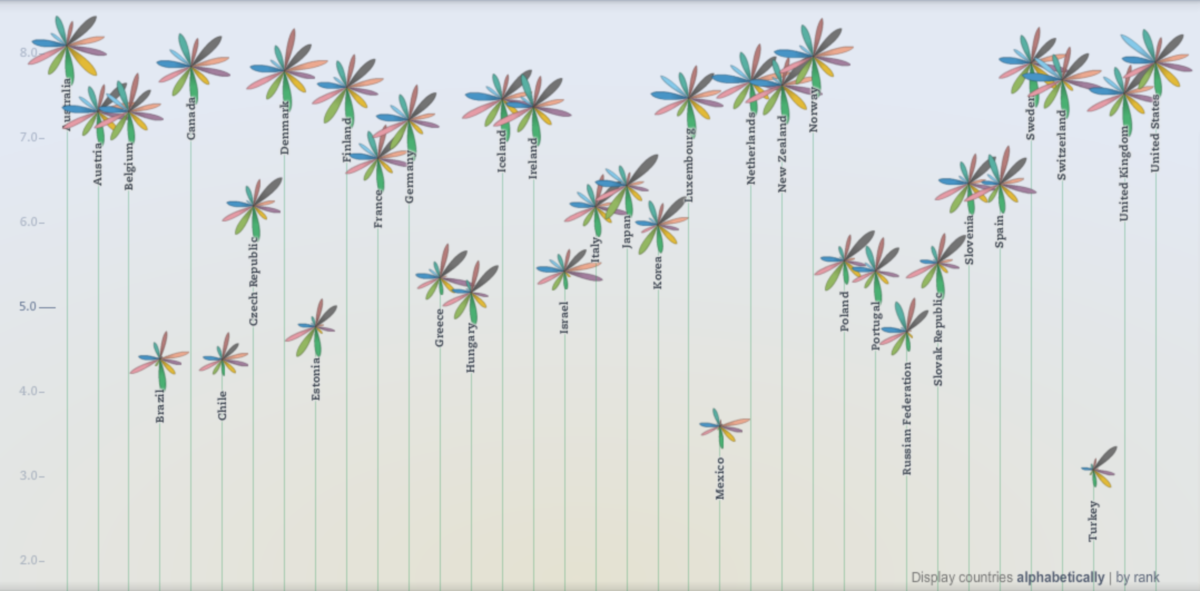 8.0
7.0
6.0
5.0
4.0
3.0
2.0
Australia
Austria
Belgium
Brazil
Canada
Chile
Czech Republic
Denmark
Estonia
Finland
France
Germany
Greece
Hungary
Iceland
Ireland
Israel
Italy
Japan
Korea
Luxembourg
Mexico
Netherlands
New Zealand
Norway
Poland
Portugal
Russian Federation
Slovak Republic
Slovenia
Spain
Sweden
Switzerland
Turkey
United Kingdom
United States
Display countries alphabetically | by rank